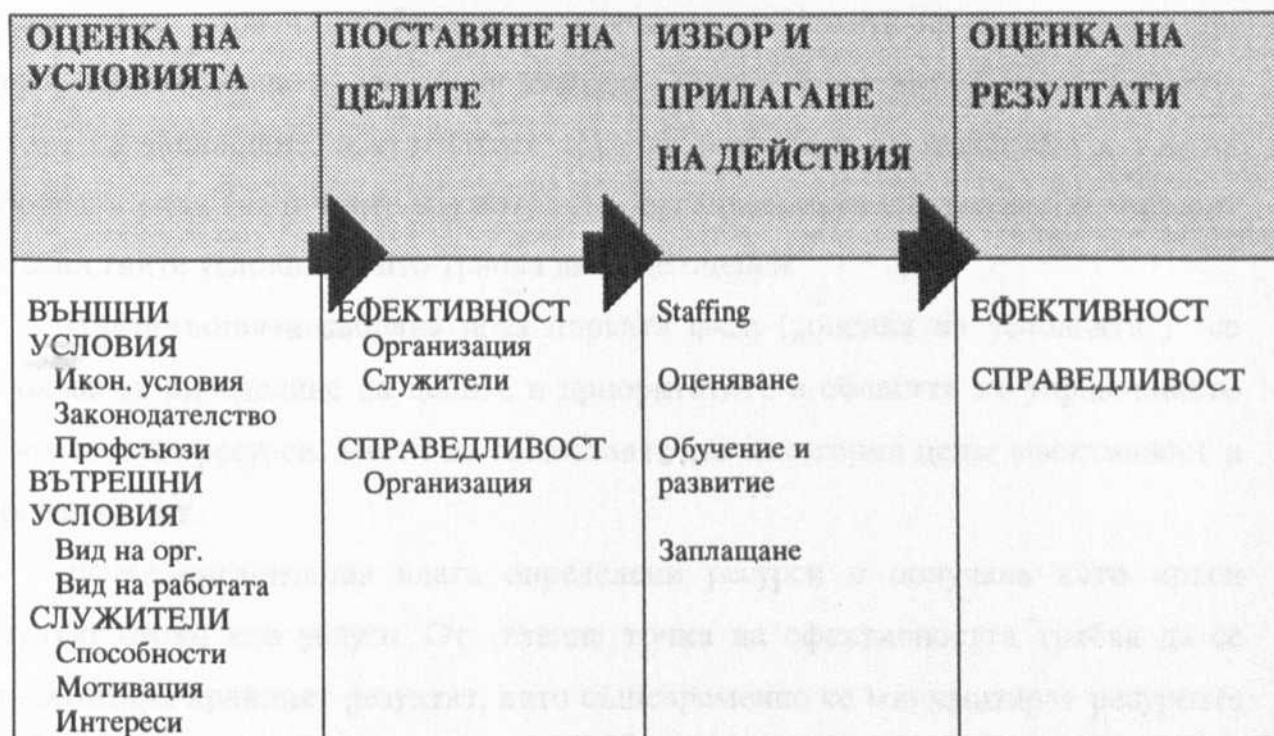 ОЦЕНКА НА
УСЛОВИЯТА
ПОСТАВЯНЕ НА
ЦЕЛИТЕ
ИЗБОР И
ПРИЛАГАНЕ
НА ДЕЙСТВИЯ
ОЦЕНКА НА
РЕЗУЛТАТИ
ВЪНШНИ
УСЛОВИЯ
Икон. условия
Законодателство
Профсъюзи
ВЪТРЕШНИ
УСЛОВИЯ
Вид на орг.
Вид на работата
СЛУЖИТЕЛИ
Способности
Мотивация
Интереси
ЕФЕКТИВНОСТ
Организация
Служители
СПРАВЕДЛИВОСТ
Организация
Staffing
Оценяване
Обучение и
развитие
Заплащане
ЕФЕКТИВНОСТ
СПРАВЕДЛИВОСТ